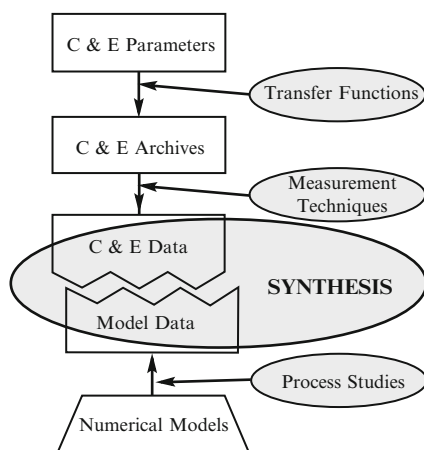 C & E Parameters
Transfer Functions
C & E Archives
Measurement
Techniques
C & E Data
SYNTHESIS
Model Data
Process Studies
Numerical Models